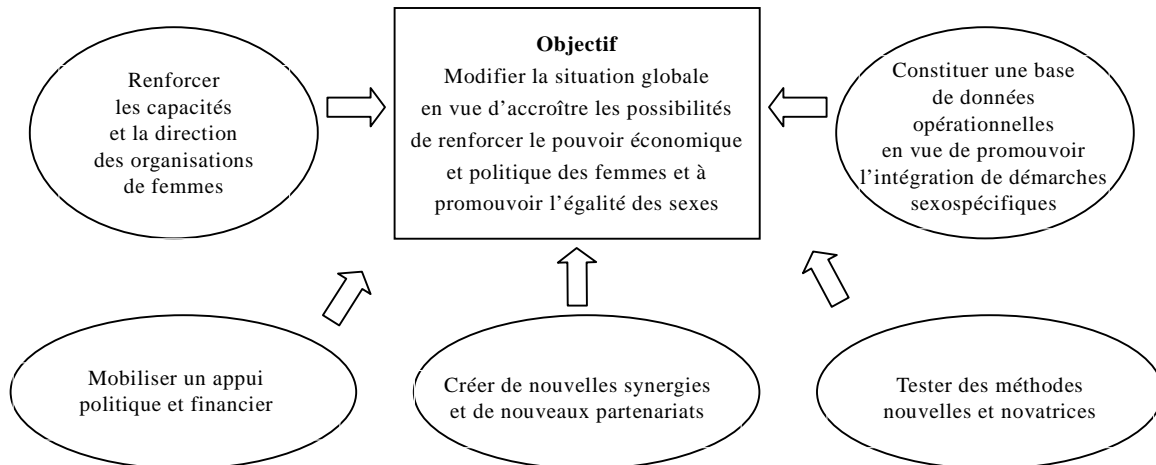 Renforcer
les capacités
et la direction
des organisations
de femmes
Objectif
Modifier la situation globale
en vue d’accroître les possibilités
de renforcer le pouvoir économique
et politique des femmes et à
promouvoir l’égalité des sexes
Constituer une base
de données
opérationnelles
en vue de promouvoir
l’intégration de démarches
sexospécifiques
Mobiliser un appui
politique et financier
Créer de nouvelles synergies
et de nouveaux partenariats
Tester des méthodes
nouvelles et novatrices